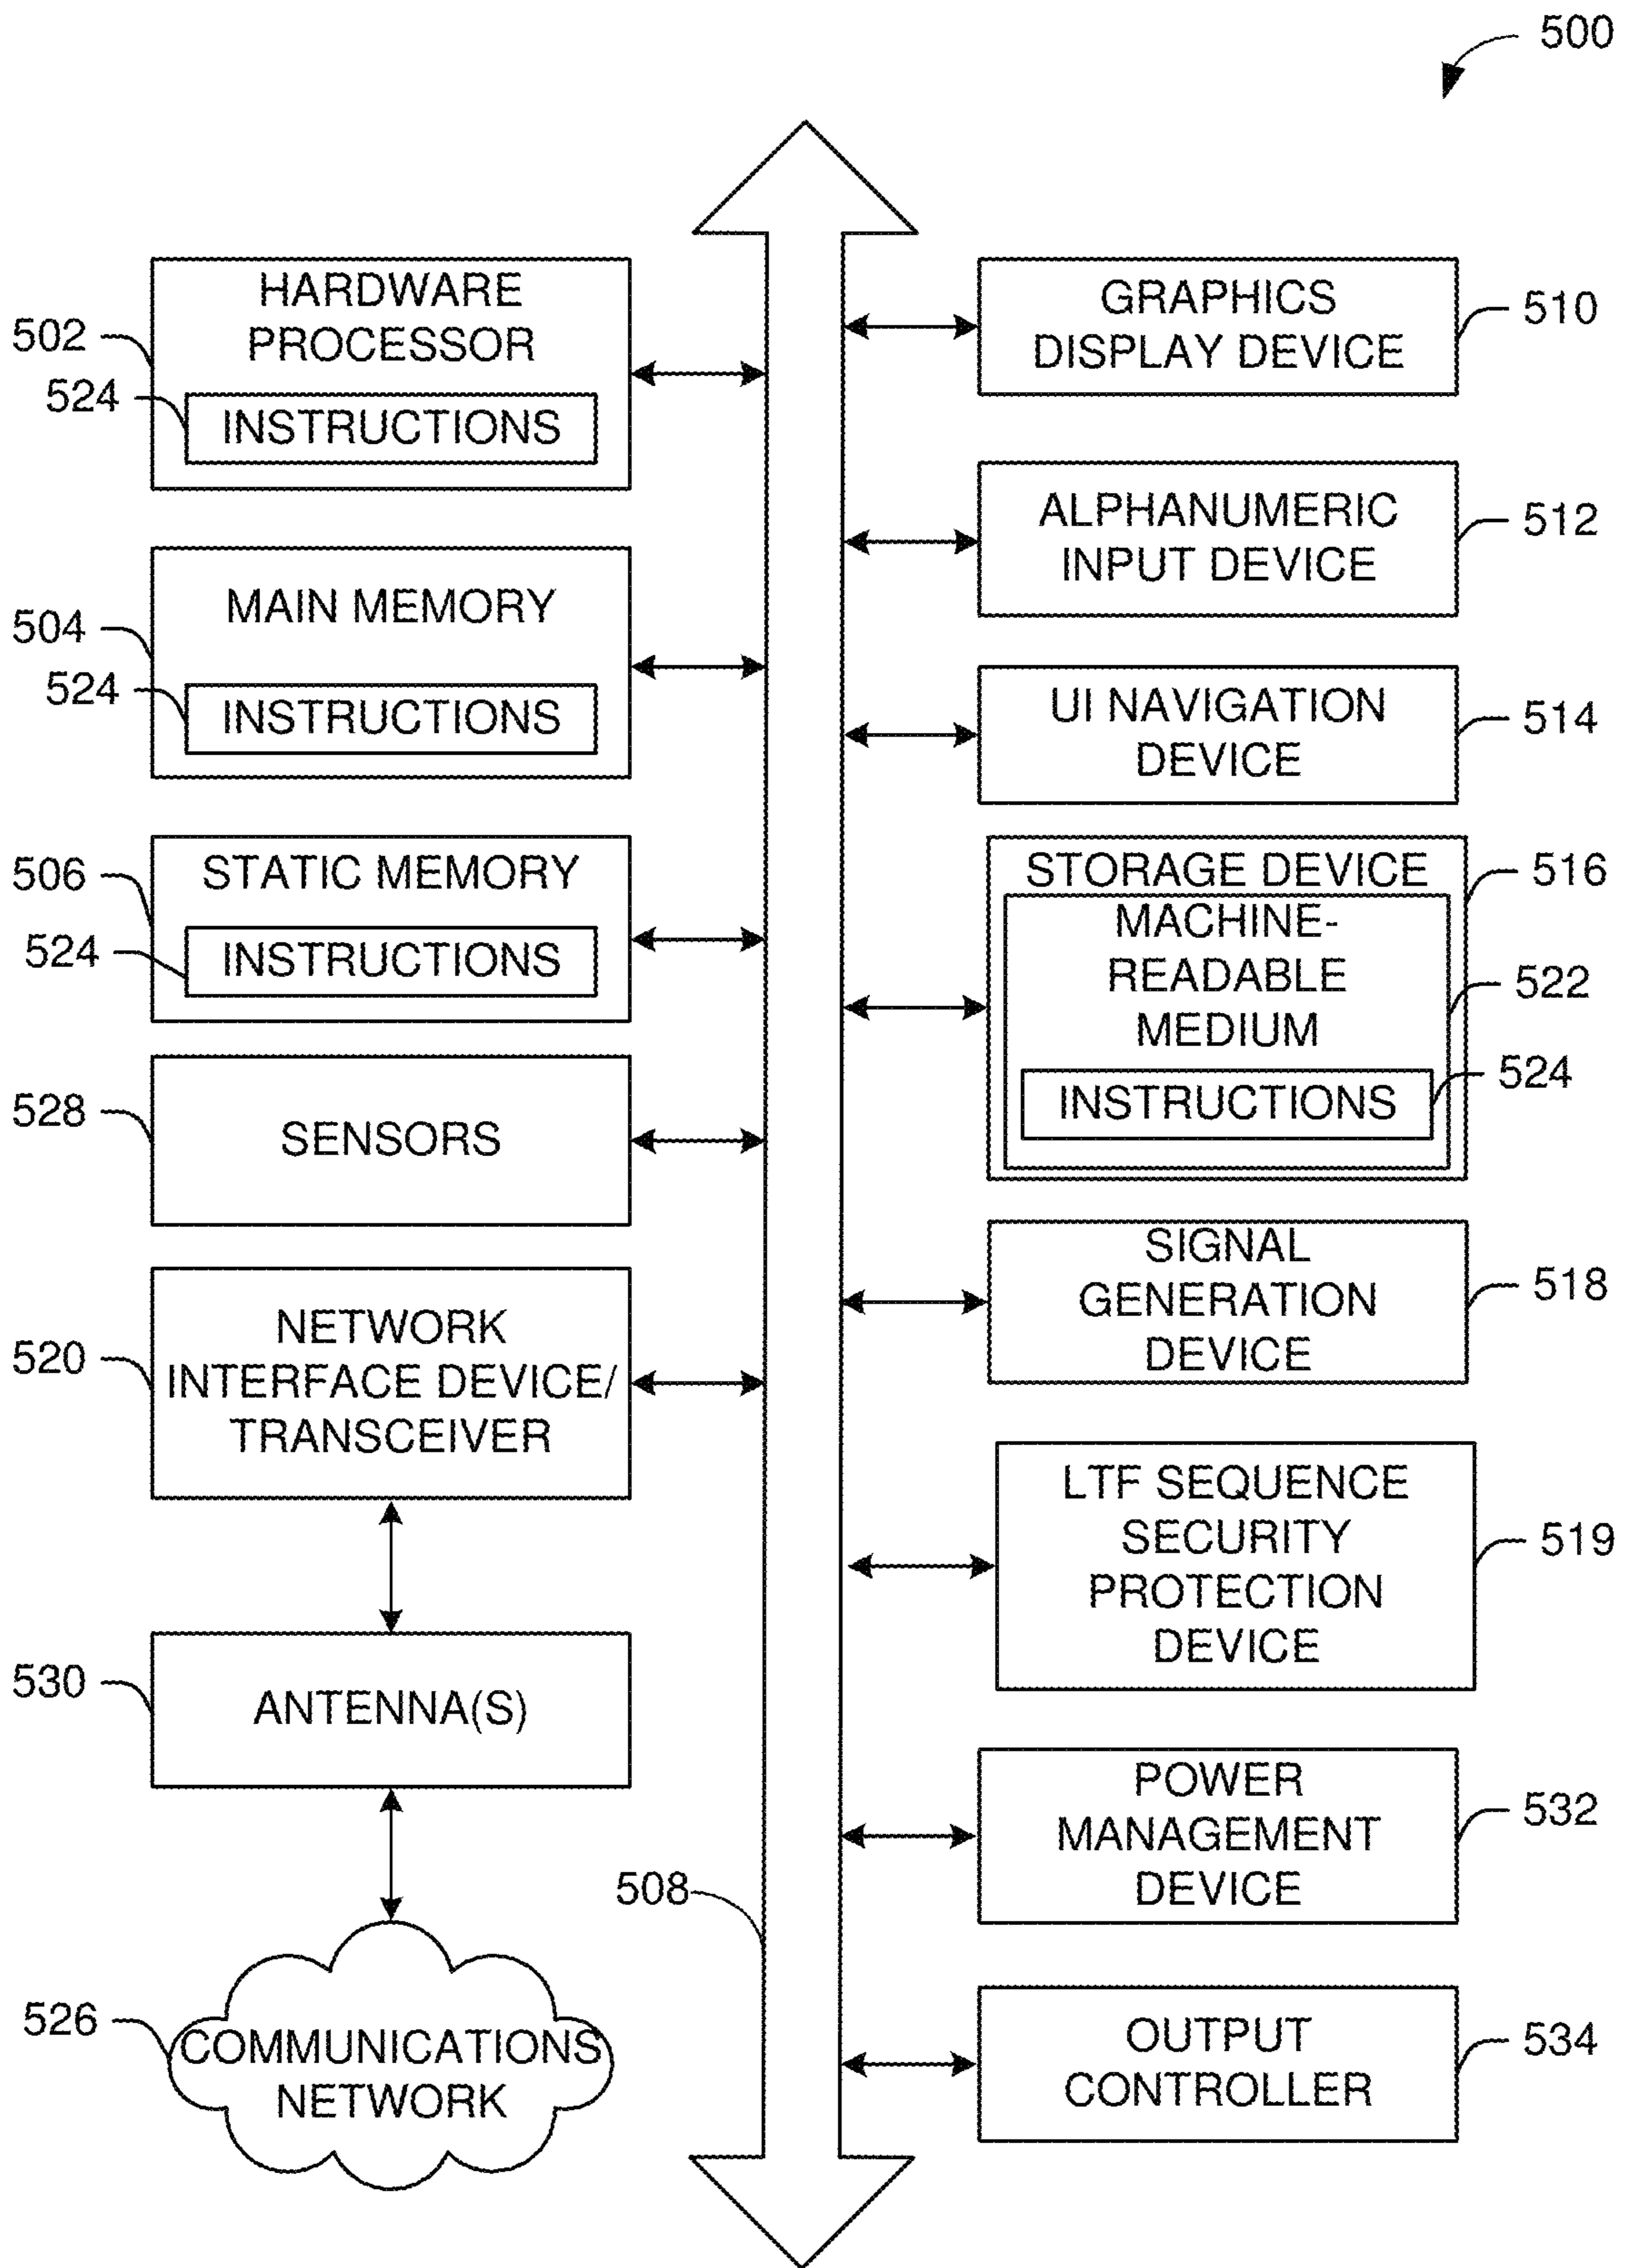 500
HARDWARE
PROCESSOR
502
524
INSTRUCTIONS
MAIN MEMORY
504
524
INSTRUCTIONS
STATIC MEMORY
506
524
INSTRUCTIONS
528
SENSORS
NETWORK
INTERFACE DEVICE/
TRANSCEIVER
520
530
ANTENNA(S)
508
526
COMMUNICATIONS
NETWORK
GRAPHICS
DISPLAY DEVICE
510
ALPHANUMERIC
INPUT DEVICE
512
UI NAVIGATION
DEVICE
514
STORAGE DEVICE
516
MACHINE-
READABLE
MEDIUM
522
INSTRUCTIONS
524
SIGNAL
GENERATION
DEVICE
518
LTF SEQUENCE
SECURITY
PROTECTION
DEVICE
519
POWER
MANAGEMENT
DEVICE
532
OUTPUT
CONTROLLER
534